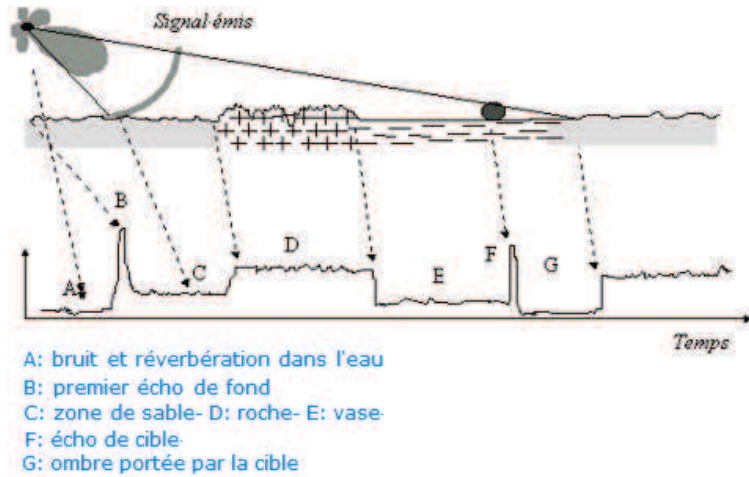 Signal émis
B
A
C
D
E
F
G
Temps
A: bruit et réverbération dans l'eau
B: premier écho de fond
C: zone de sable- D: roche- E: vase
F: écho de cible
G: ombre portée par la cible